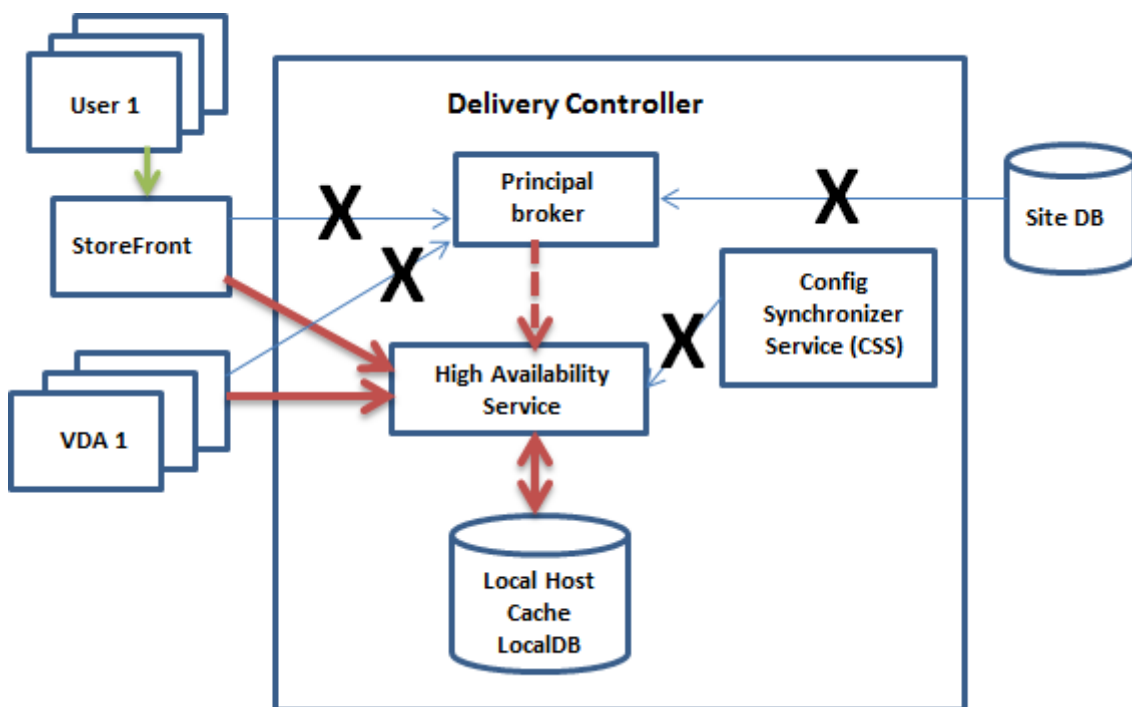 User 1
Delivery Controller
Principal
broker
X
X
Site DB
StoreFront
X
Config
Synchronizer
Service (CSS)
X
High Availability
Service
VDA 1
Local Host
Cache
LocalDB